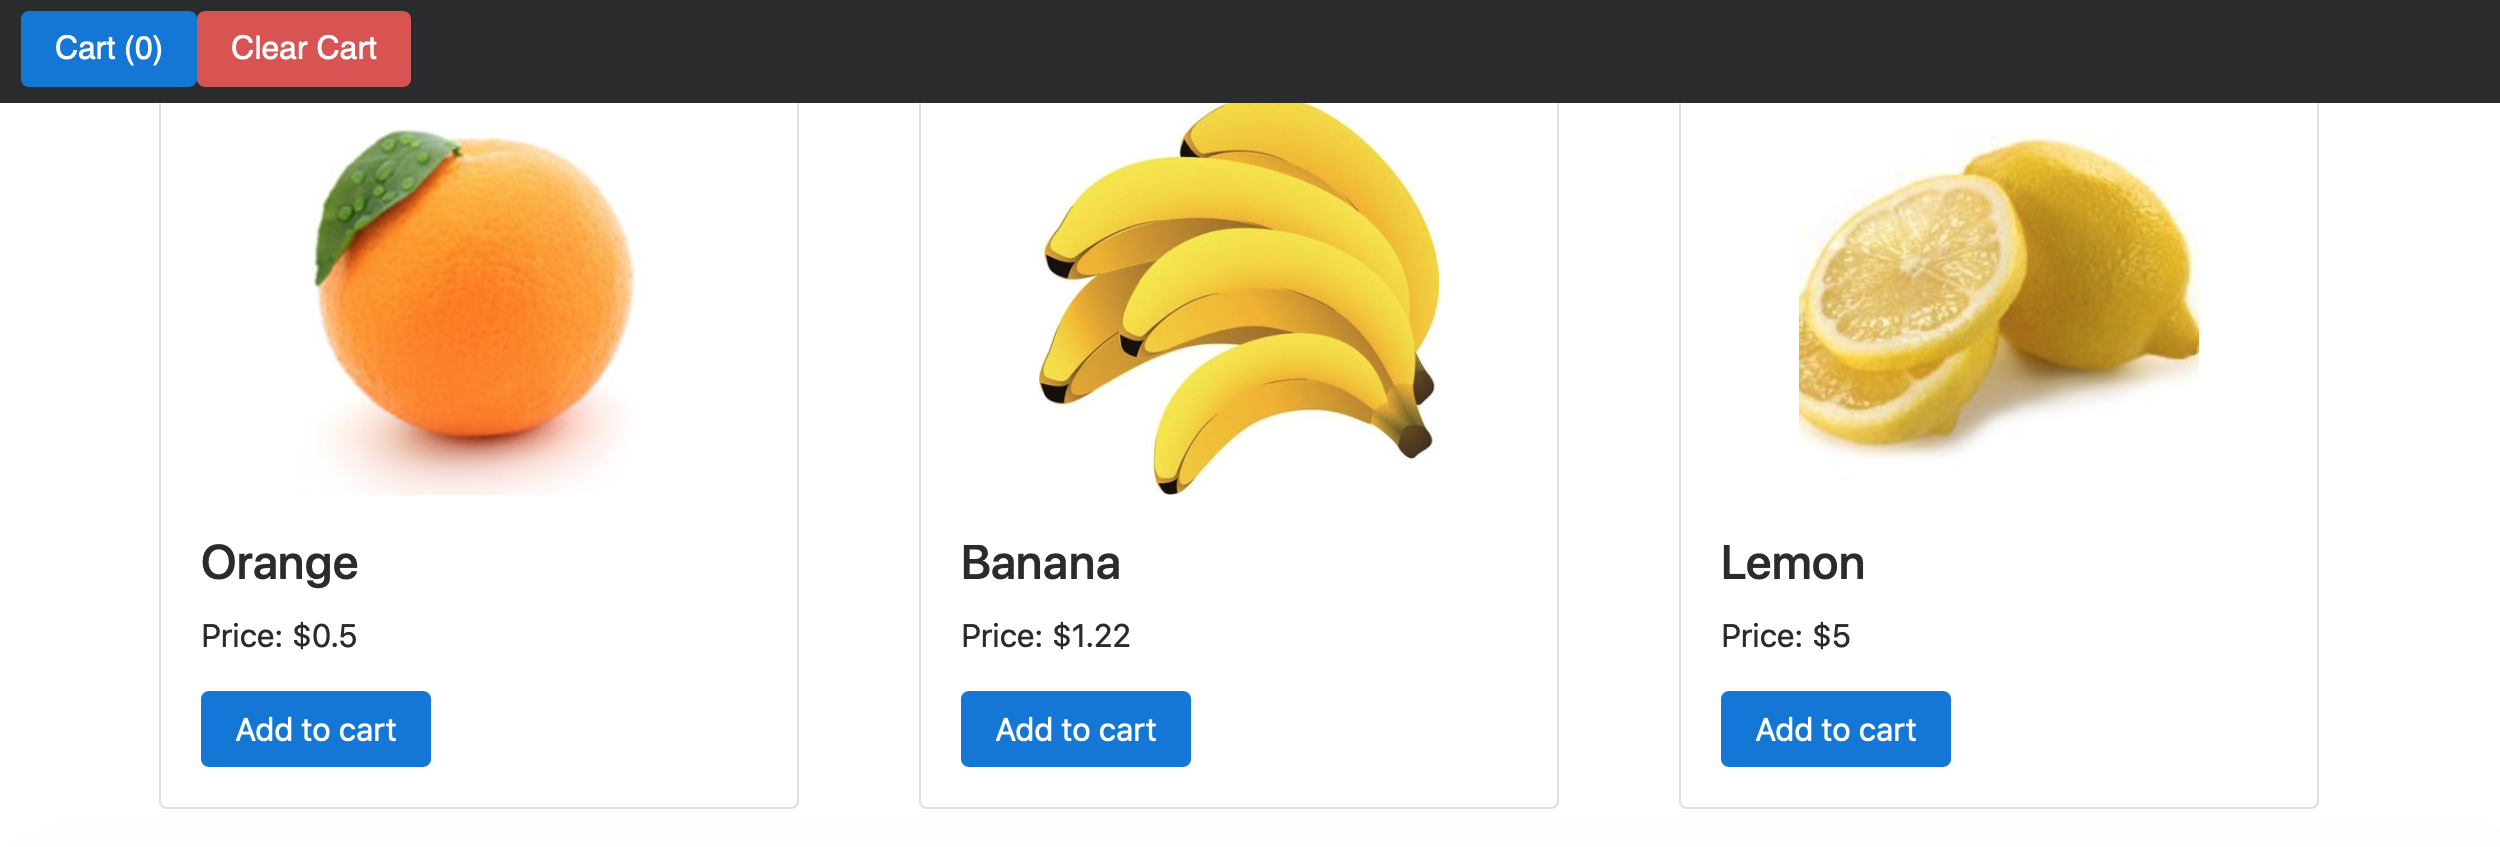 Cart (0) Clear Cart
Orange
Price: $0.5
Add to cart
Banana
Price: $1.22
Add to cart
Lemon
Price: $5
Add to cart